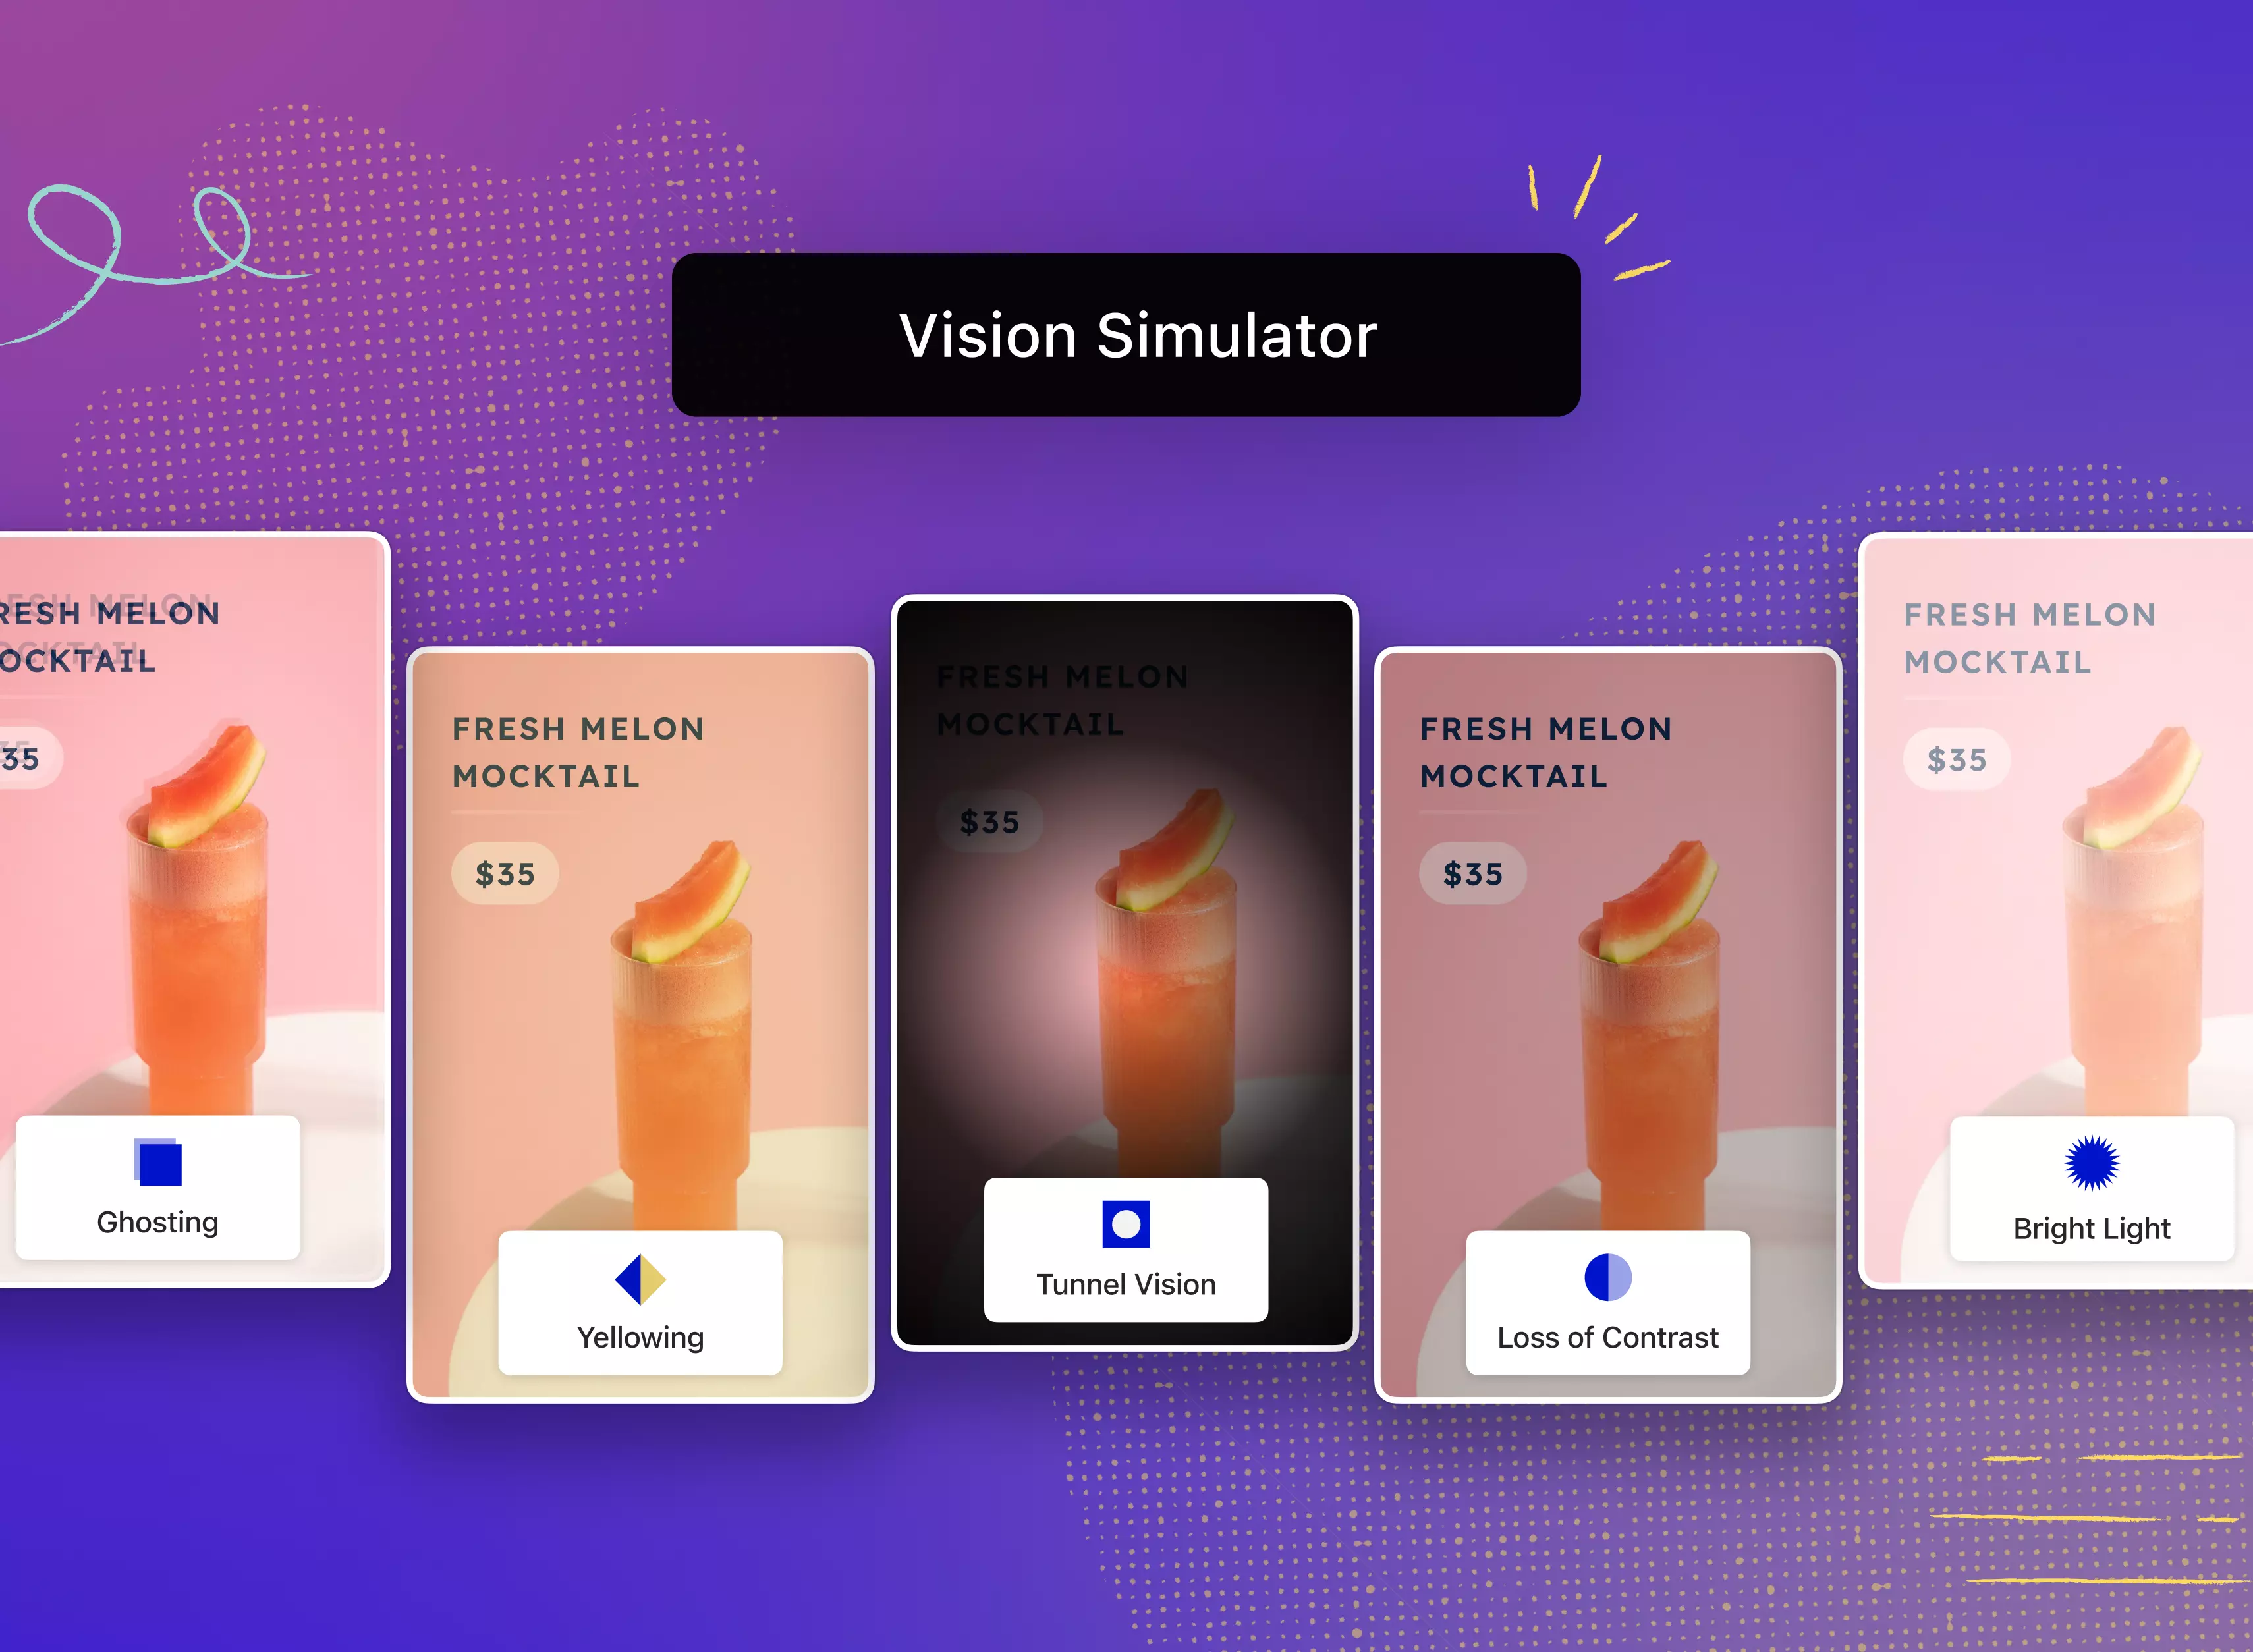 Vision Simulator
RESH MELON
OCKTAIL
35
Ghosting
FRESH MELON
MOCKTAIL
$35
Yellowing
FRESH MELON
MOCKTAIL
$35
Tunnel Vision
FRESH MELON
MOCKTAIL
$35
Loss of Contrast
FRESH MELON
MOCKTAIL
$35
Bright Light